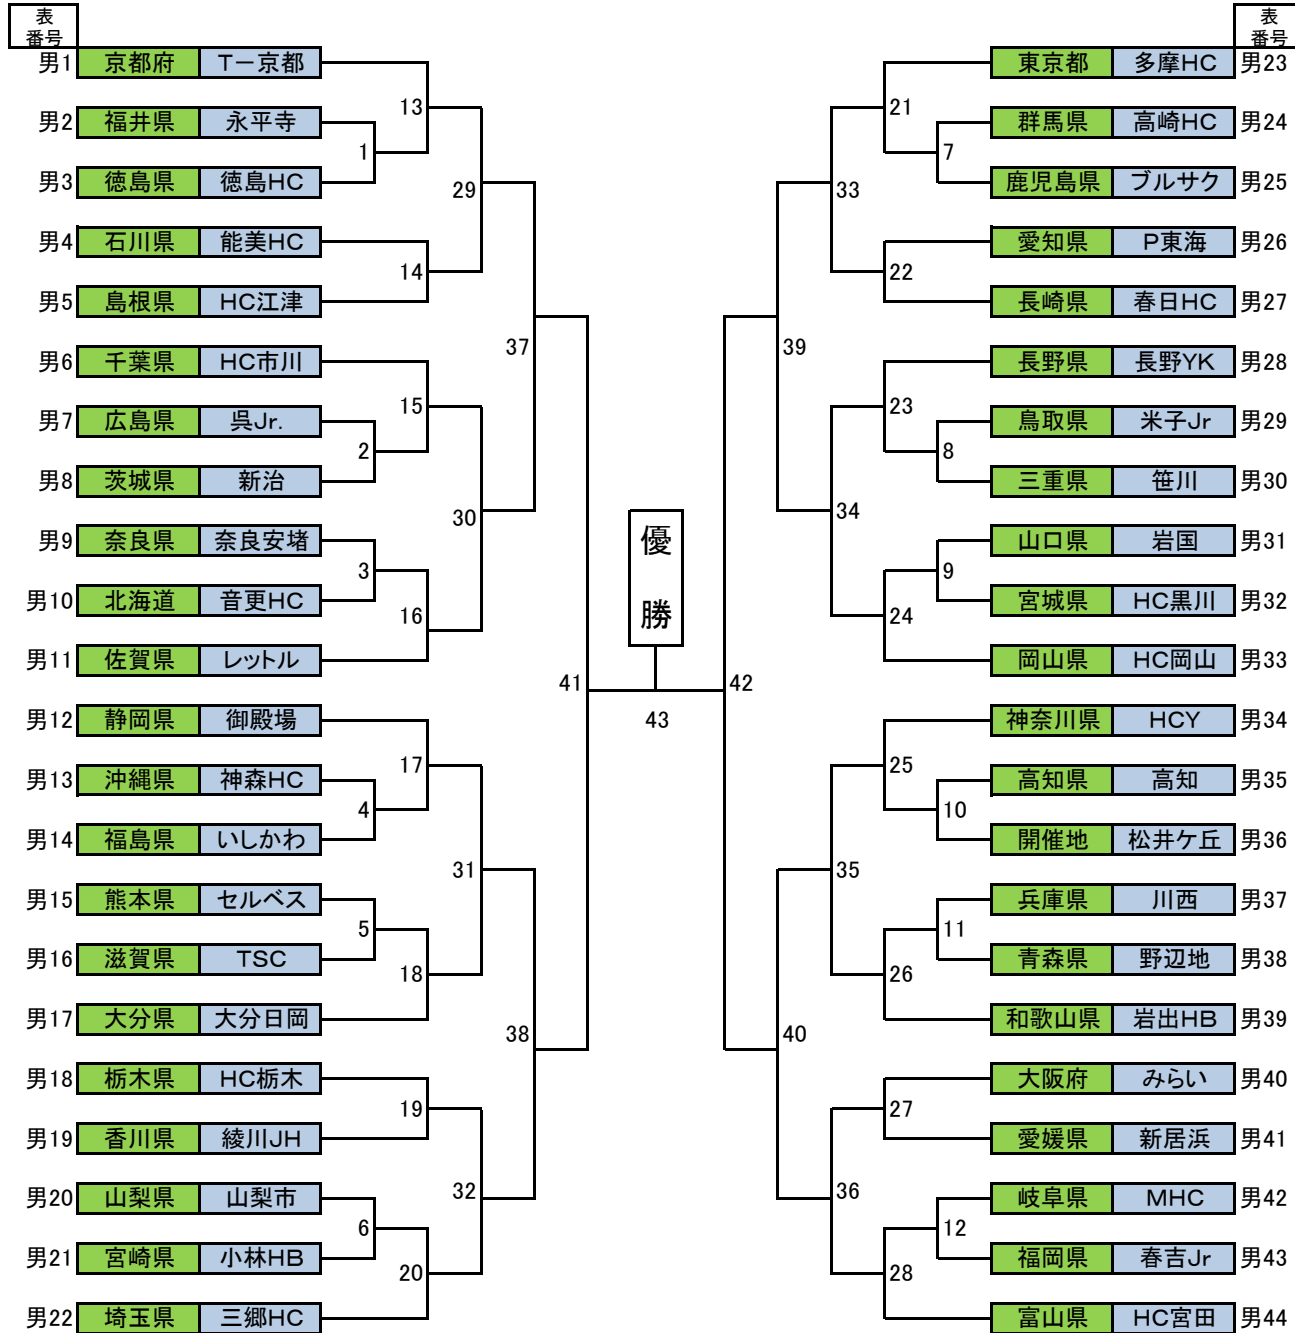 表
番号
男1 京都府 T－京都
男2 福井県 永平寺
男3 徳島県 徳島HC
男4 石川県 能美HC
男5 島根県 HC江津
男6 千葉県 HC市川
男7 広島県 呉Jr.
男8 茨城県 新治
男9 奈良県 奈良安堵
男10 北海道 音更HC
男11 佐賀県 レットル
男12 静岡県 御殿場
男13 沖縄県 神森HC
男14 福島県 いしかわ
男15 熊本県 セルベス
男16 滋賀県 TSC
男17 大分県 大分日岡
男18 栃木県 HC栃木
男19 香川県 綾川JH
男20 山梨県 山梨市
男21 宮崎県 小林HB
男22 埼玉県 三郷HC
1
2
3
4
5
6
13
14
15
16
17
18
19
20
29
30
31
32
37
38
41
優
勝
43
42
39
40
33
34
35
36
21
22
23
24
25
26
27
28
7
8
9
10
11
12
表
番号
東京都 多摩HC 男23
群馬県 高崎HC 男24
鹿児島県 ブルサク 男25
愛知県 P東海 男26
長崎県 春日HC 男27
長野県 長野YK 男28
鳥取県 米子Jr 男29
三重県 笹川 男30
山口県 岩国 男31
宮城県 HC黒川 男32
岡山県 HC岡山 男33
神奈川県 HCY 男34
高知県 高知 男35
開催地 松井ケ丘 男36
兵庫県 川西 男37
青森県 野辺地 男38
和歌山県 岩出HB 男39
大阪府 みらい 男40
愛媛県 新居浜 男41
岐阜県 MHC 男42
福岡県 春吉Jr 男43
富山県 HC宮田 男44